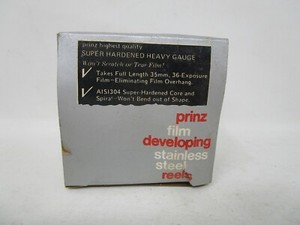 prinz highest quality
SUPER HARDENED HEAVY GAUGE
Won't Scratch or Tear Film!
✓ Takes Full Length 35mm, 36-Exposure
Film-Eliminating Film Overhang.
✓ AISI304 Super-Hardened Core and
Spiral-Won't Bend out of Shape.
prinz
film
developing
stainless
steel
reels